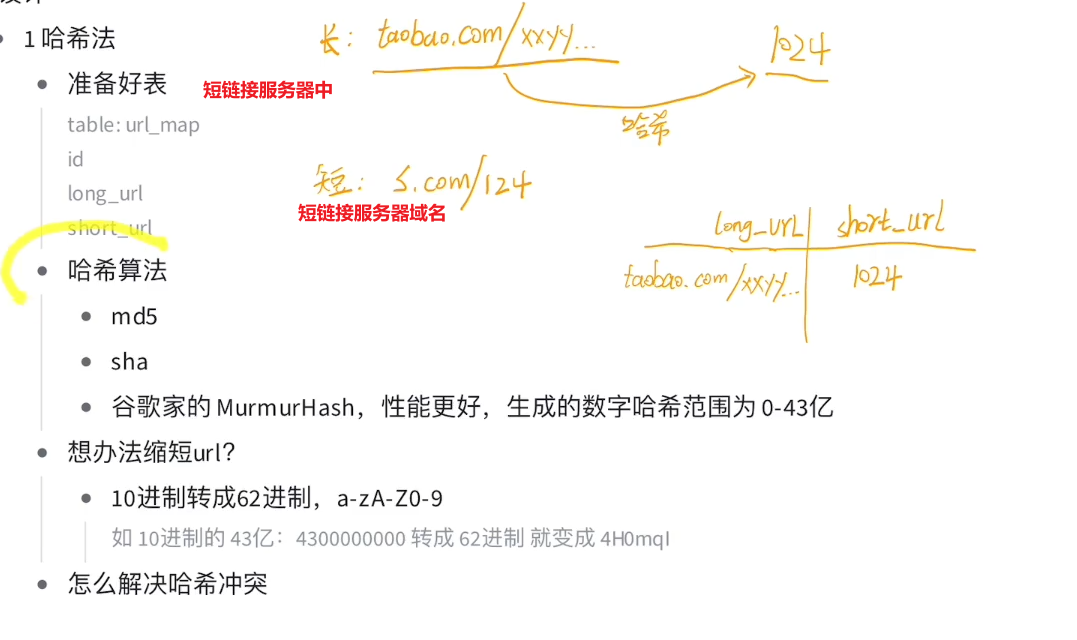 1 哈希法
长: taobao.com/xxyy...
1024
准备好表
短链接服务器中
哈希
table: url_map
id
long_url
短: s.com/124
short_url
短链接服务器域名
long_url short_url
taobao.com/xxyy... 1024
哈希算法
md5
sha
谷歌家的 MurmurHash，性能更好，生成的数字哈希范围为 0-43亿
想办法缩短url？
10进制转成62进制，a-zA-Z0-9
如 10进制的 43亿：4300000000 转成 62进制 就变成 4H0mqI
怎么解决哈希冲突